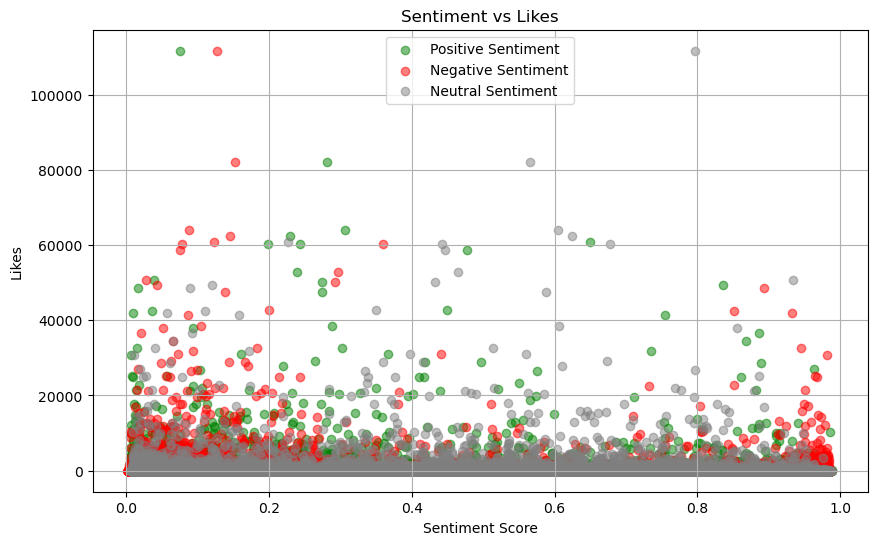 Sentiment vs Likes
Positive Sentiment
Negative Sentiment
Neutral Sentiment
100000
80000
60000
40000
20000
0
Likes
0.0 0.2 0.4 0.6 0.8 1.0
Sentiment Score